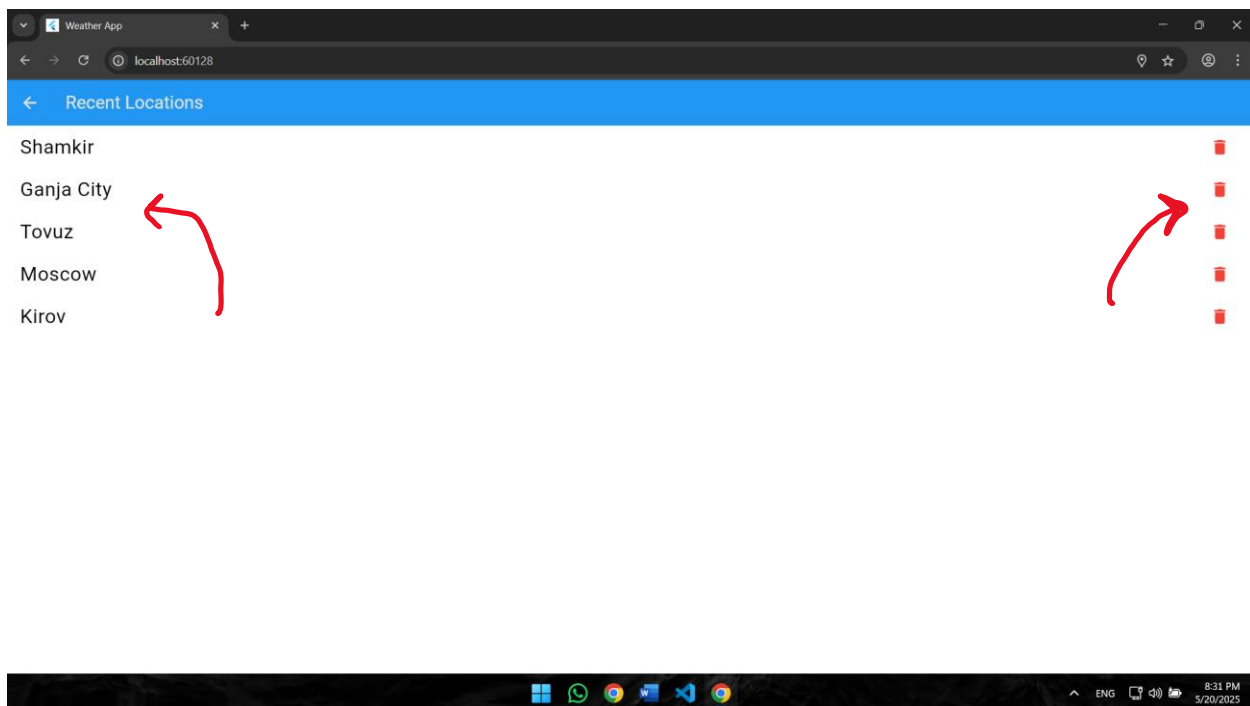 Weather App
localhost:60128
Recent Locations
Shamkir
Ganja City
Tovuz
Moscow
Kirov
ENG
8:31 PM
5/20/2025